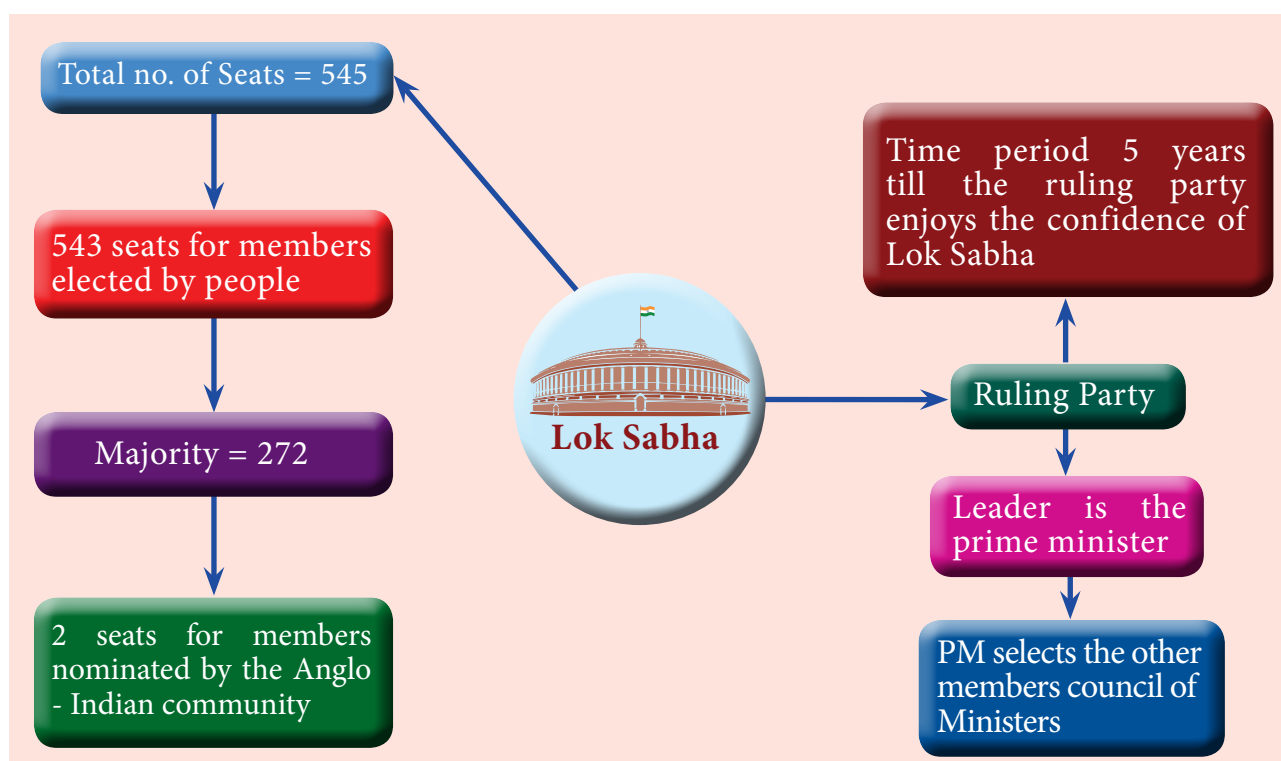 Total no. of Seats = 545
543 seats for members
elected by people
Majority = 272
2 seats for members
nominated by the Anglo
- Indian community
Lok Sabha
Time period 5 years
till the ruling party
enjoys the confidence of
Lok Sabha
Ruling Party
Leader is the
prime minister
PM selects the other
members council of
Ministers